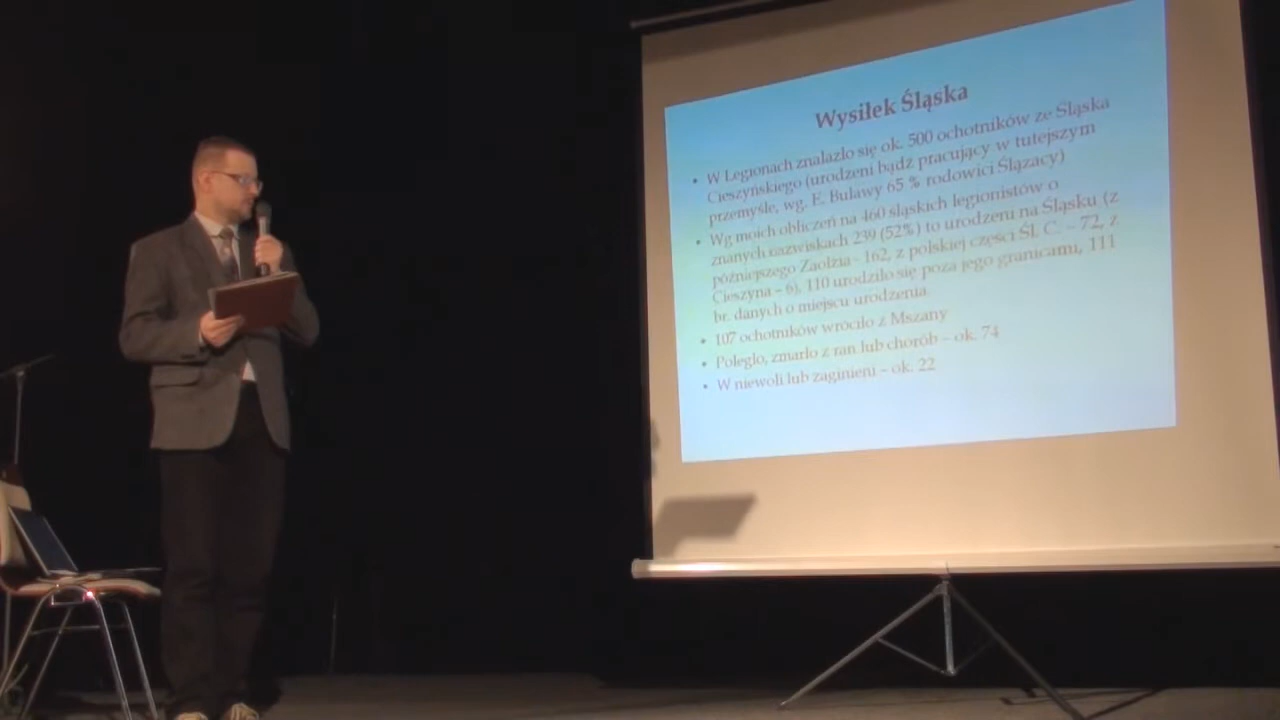 Wysiłek Śląska
• W Legionach znalazło się ok. 500 ochotników ze Śląska
Cieszyńskiego (urodzeni bądź pracujący w tutejszym
przemyśle, wg. E. Buławy 65 % rodowici Ślązacy)
• Wg moich obliczeń na 460 śląskich legionistów o
znanych nazwiskach 239 (52%) to urodzeni na Śląsku (z
późniejszego Zaolzia - 162, z polskiej części Śl. C. – 72, z
Cieszyna – 6), 110 urodziło się poza jego granicami, 111
br. danych o miejscu urodzenia.
• 107 ochotników wróciło z Mszany
• Poległo, zmarło z ran lub chorób – ok. 74
• W niewoli lub zaginieni – ok. 22